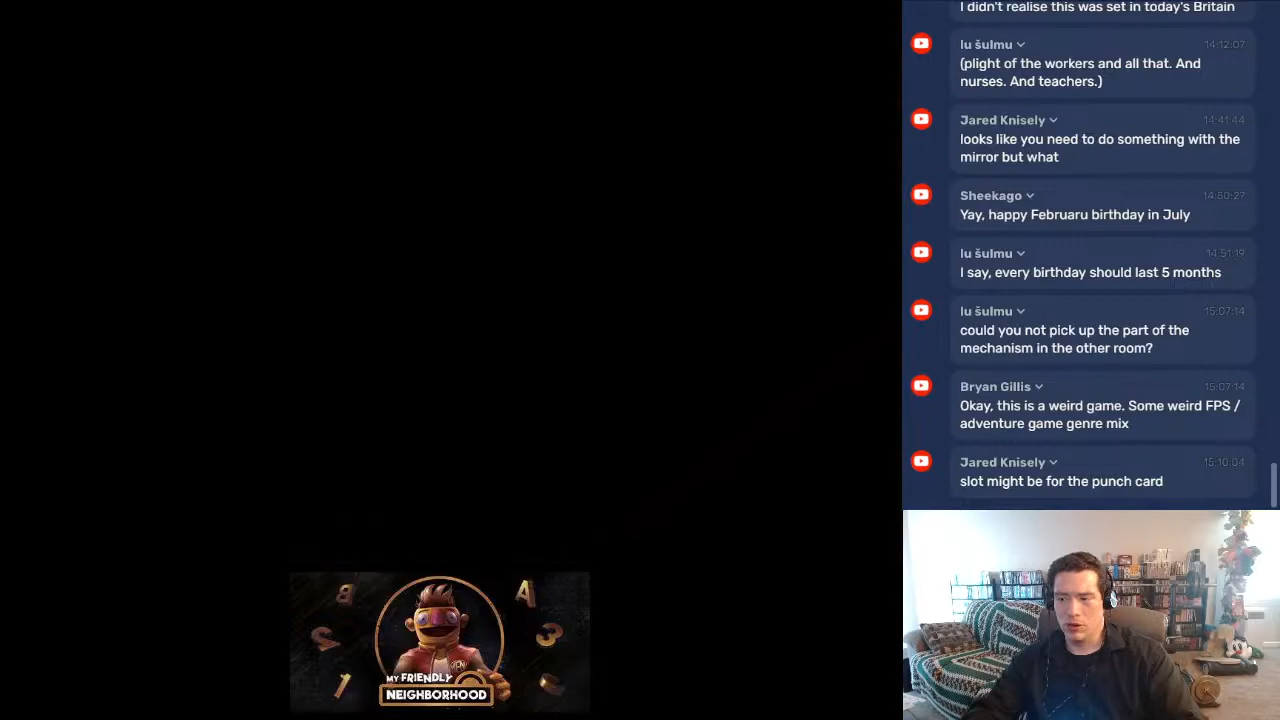 I didn't realise this was set in today's Britain
lu šulmu 14:12:07
(plight of the workers and all that. And
nurses. And teachers.)
Jared Knisely 14:41:44
looks like you need to do something with the
mirror but what
Sheekago 14:50:27
Yay, happy Februaru birthday in July
lu šulmu 14:51:19
I say, every birthday should last 5 months
lu šulmu 15:07:14
could you not pick up the part of the
mechanism in the other room?
Bryan Gillis 15:07:14
Okay, this is a weird game. Some weird FPS /
adventure game genre mix
Jared Knisely 15:10:04
slot might be for the punch card
MY FRIENDLY
NEIGHBORHOOD